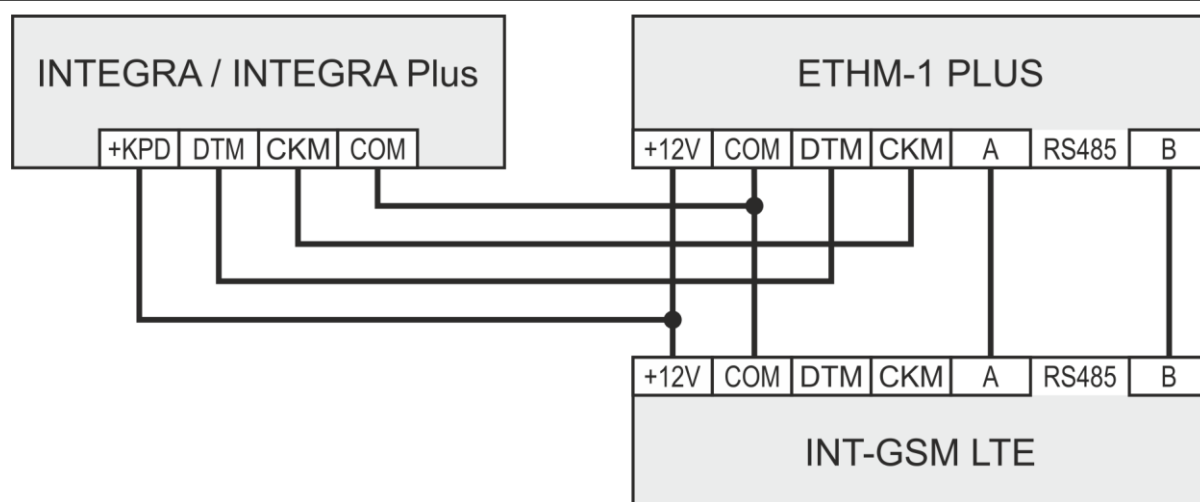 INTEGRA / INTEGRA Plus
+KPD DTM CKM COM
ETHM-1 PLUS
+12V COM DTM CKM A RS485 B
+12V COM DTM CKM A RS485 B
INT-GSM LTE